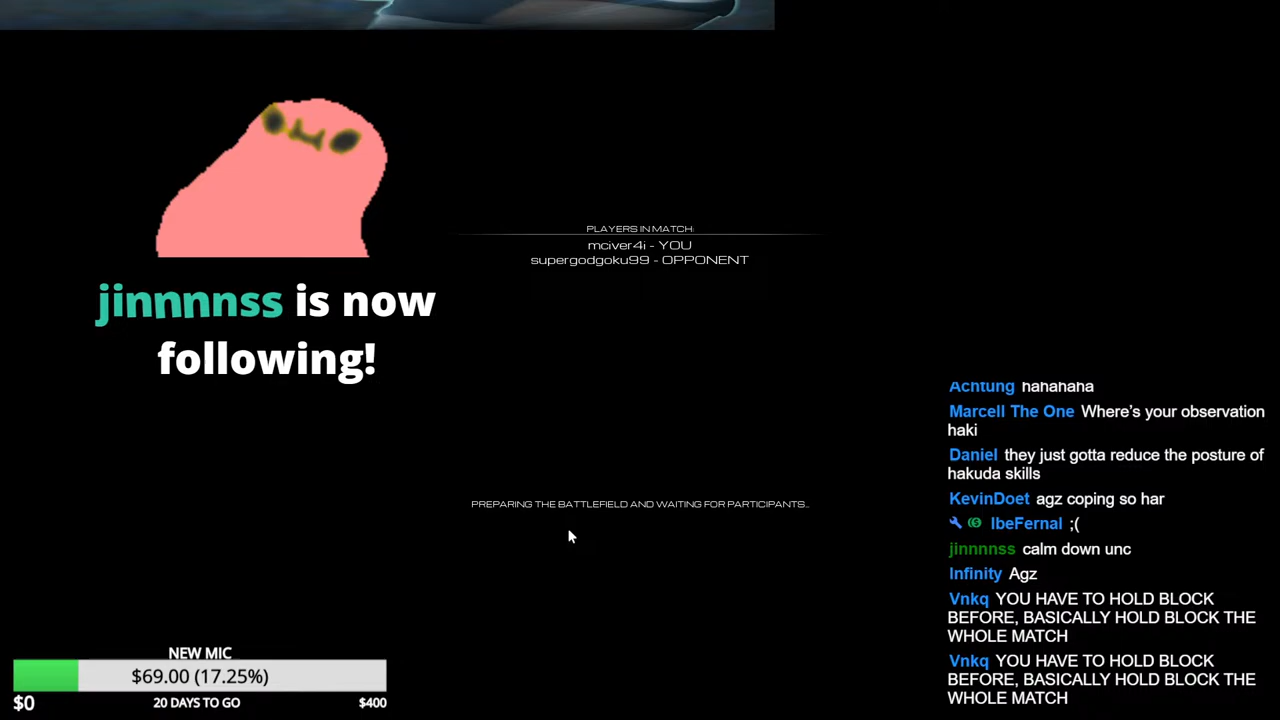 jinnnnss is now
following!
PLAYERS IN MATCH:
mciver4i - YOU
supergodgoku99 - OPPONENT
PREPARING THE BATTLEFIELD AND WAITING FOR PARTICIPANTS...
Achtung hahahaha
Marcell The One Where's your observation
haki
Daniel they just gotta reduce the posture of
hakuda skills
KevinDoet agz coping so har
IbeFernal ;(
jinnnnss calm down unc
Infinity Agz
Vnkq YOU HAVE TO HOLD BLOCK
BEFORE, BASICALLY HOLD BLOCK THE
WHOLE MATCH
Vnkq YOU HAVE TO HOLD BLOCK
BEFORE, BASICALLY HOLD BLOCK THE
WHOLE MATCH
NEW MIC
$69.00 (17.25%)
$0 20 DAYS TO GO $400